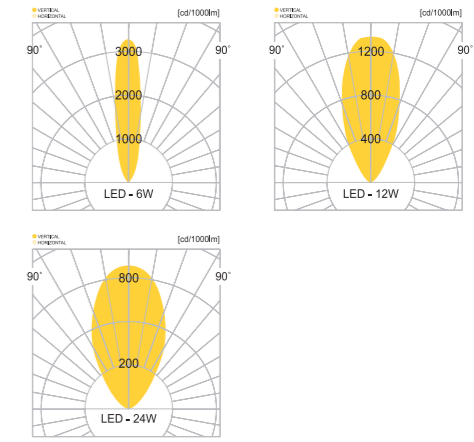 VERTICAL
HORIZONTAL
[cd/1000lm]
90°
90°
3000
2000
1000
LED - 6W
VERTICAL
HORIZONTAL
[cd/1000lm]
90°
90°
1200
800
400
LED - 12W
VERTICAL
HORIZONTAL
[cd/1000lm]
90°
90°
800
200
LED - 24W